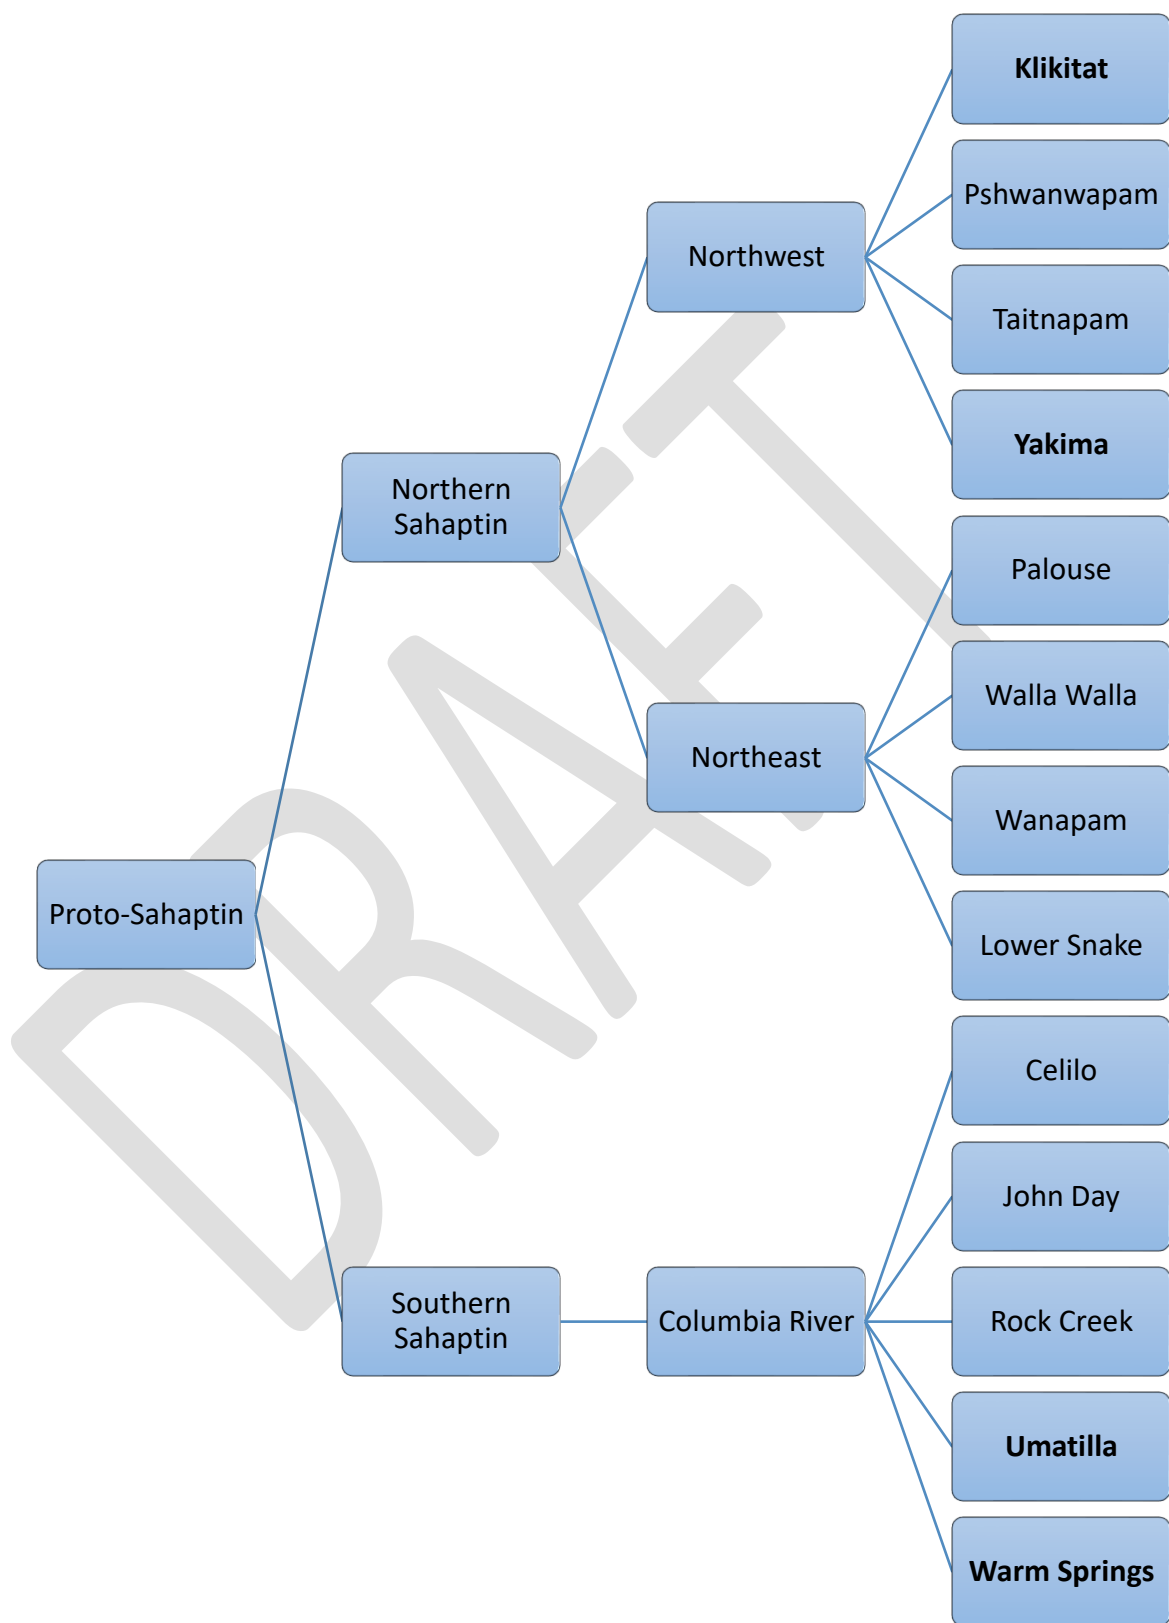 Klikitat
Pshwanwapam
Northwest
Taitnapam
Yakima
Northern
Sahaptin
Palouse
Walla Walla
Northeast
Wanapam
Proto-Sahaptin
Lower Snake
Celilo
John Day
Southern
Sahaptin
Columbia River
Rock Creek
Umatilla
Warm Springs
DRAFT